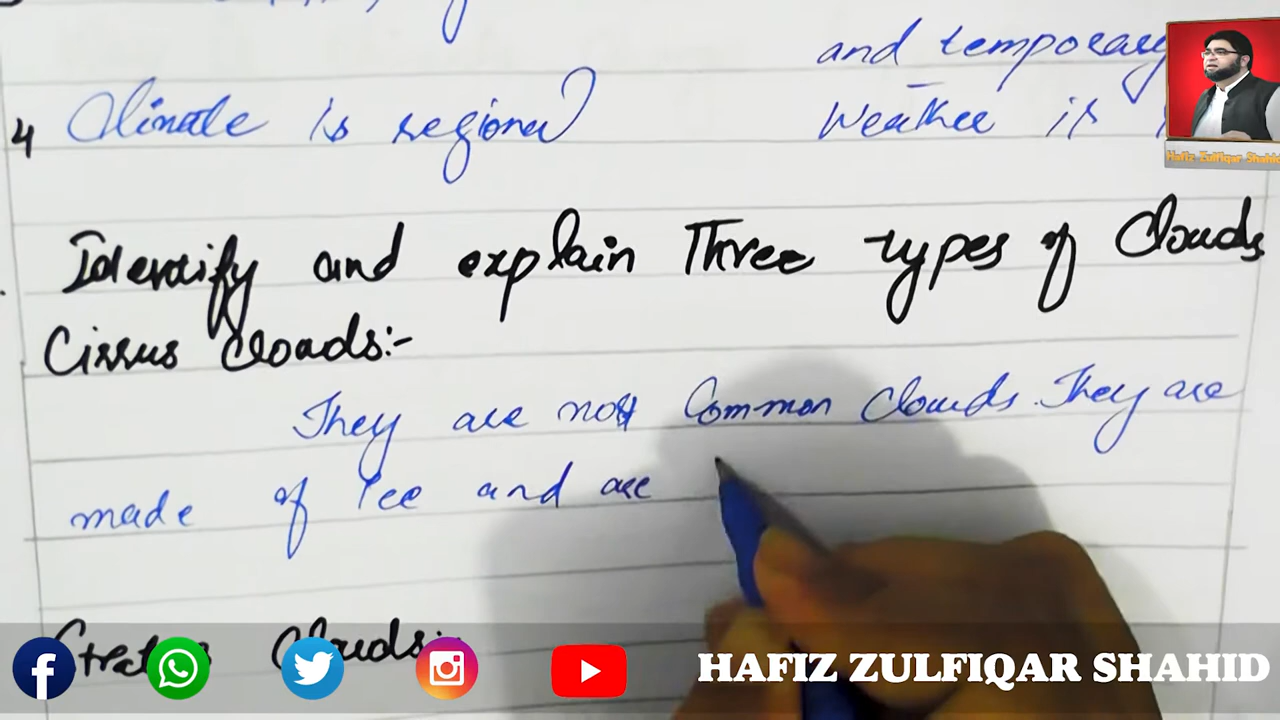 and temporary
4 Climate is regional
Weather is
Identify and explain Three types of Clouds
Cirrus Clouds:-
They are not Common Clouds. They are
made of Ice and are
Clouds:-
Hafiz Zulfiqar Shahid
HAFIZ ZULFIQAR SHAHID